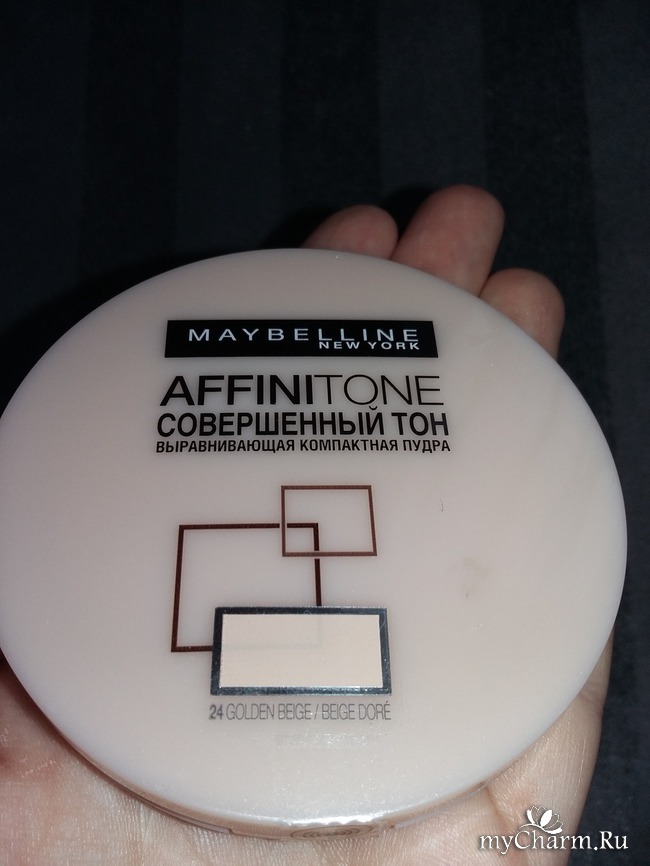 MAYBELLINE
NEW YORK
AFFINITONE
СОВЕРШЕННЫЙ ТОН
ВЫРАВНИВАЮЩАЯ КОМПАКТНАЯ ПУДРА
24 GOLDEN BEIGE / BEIGE DORÉ
myCharm.Ru